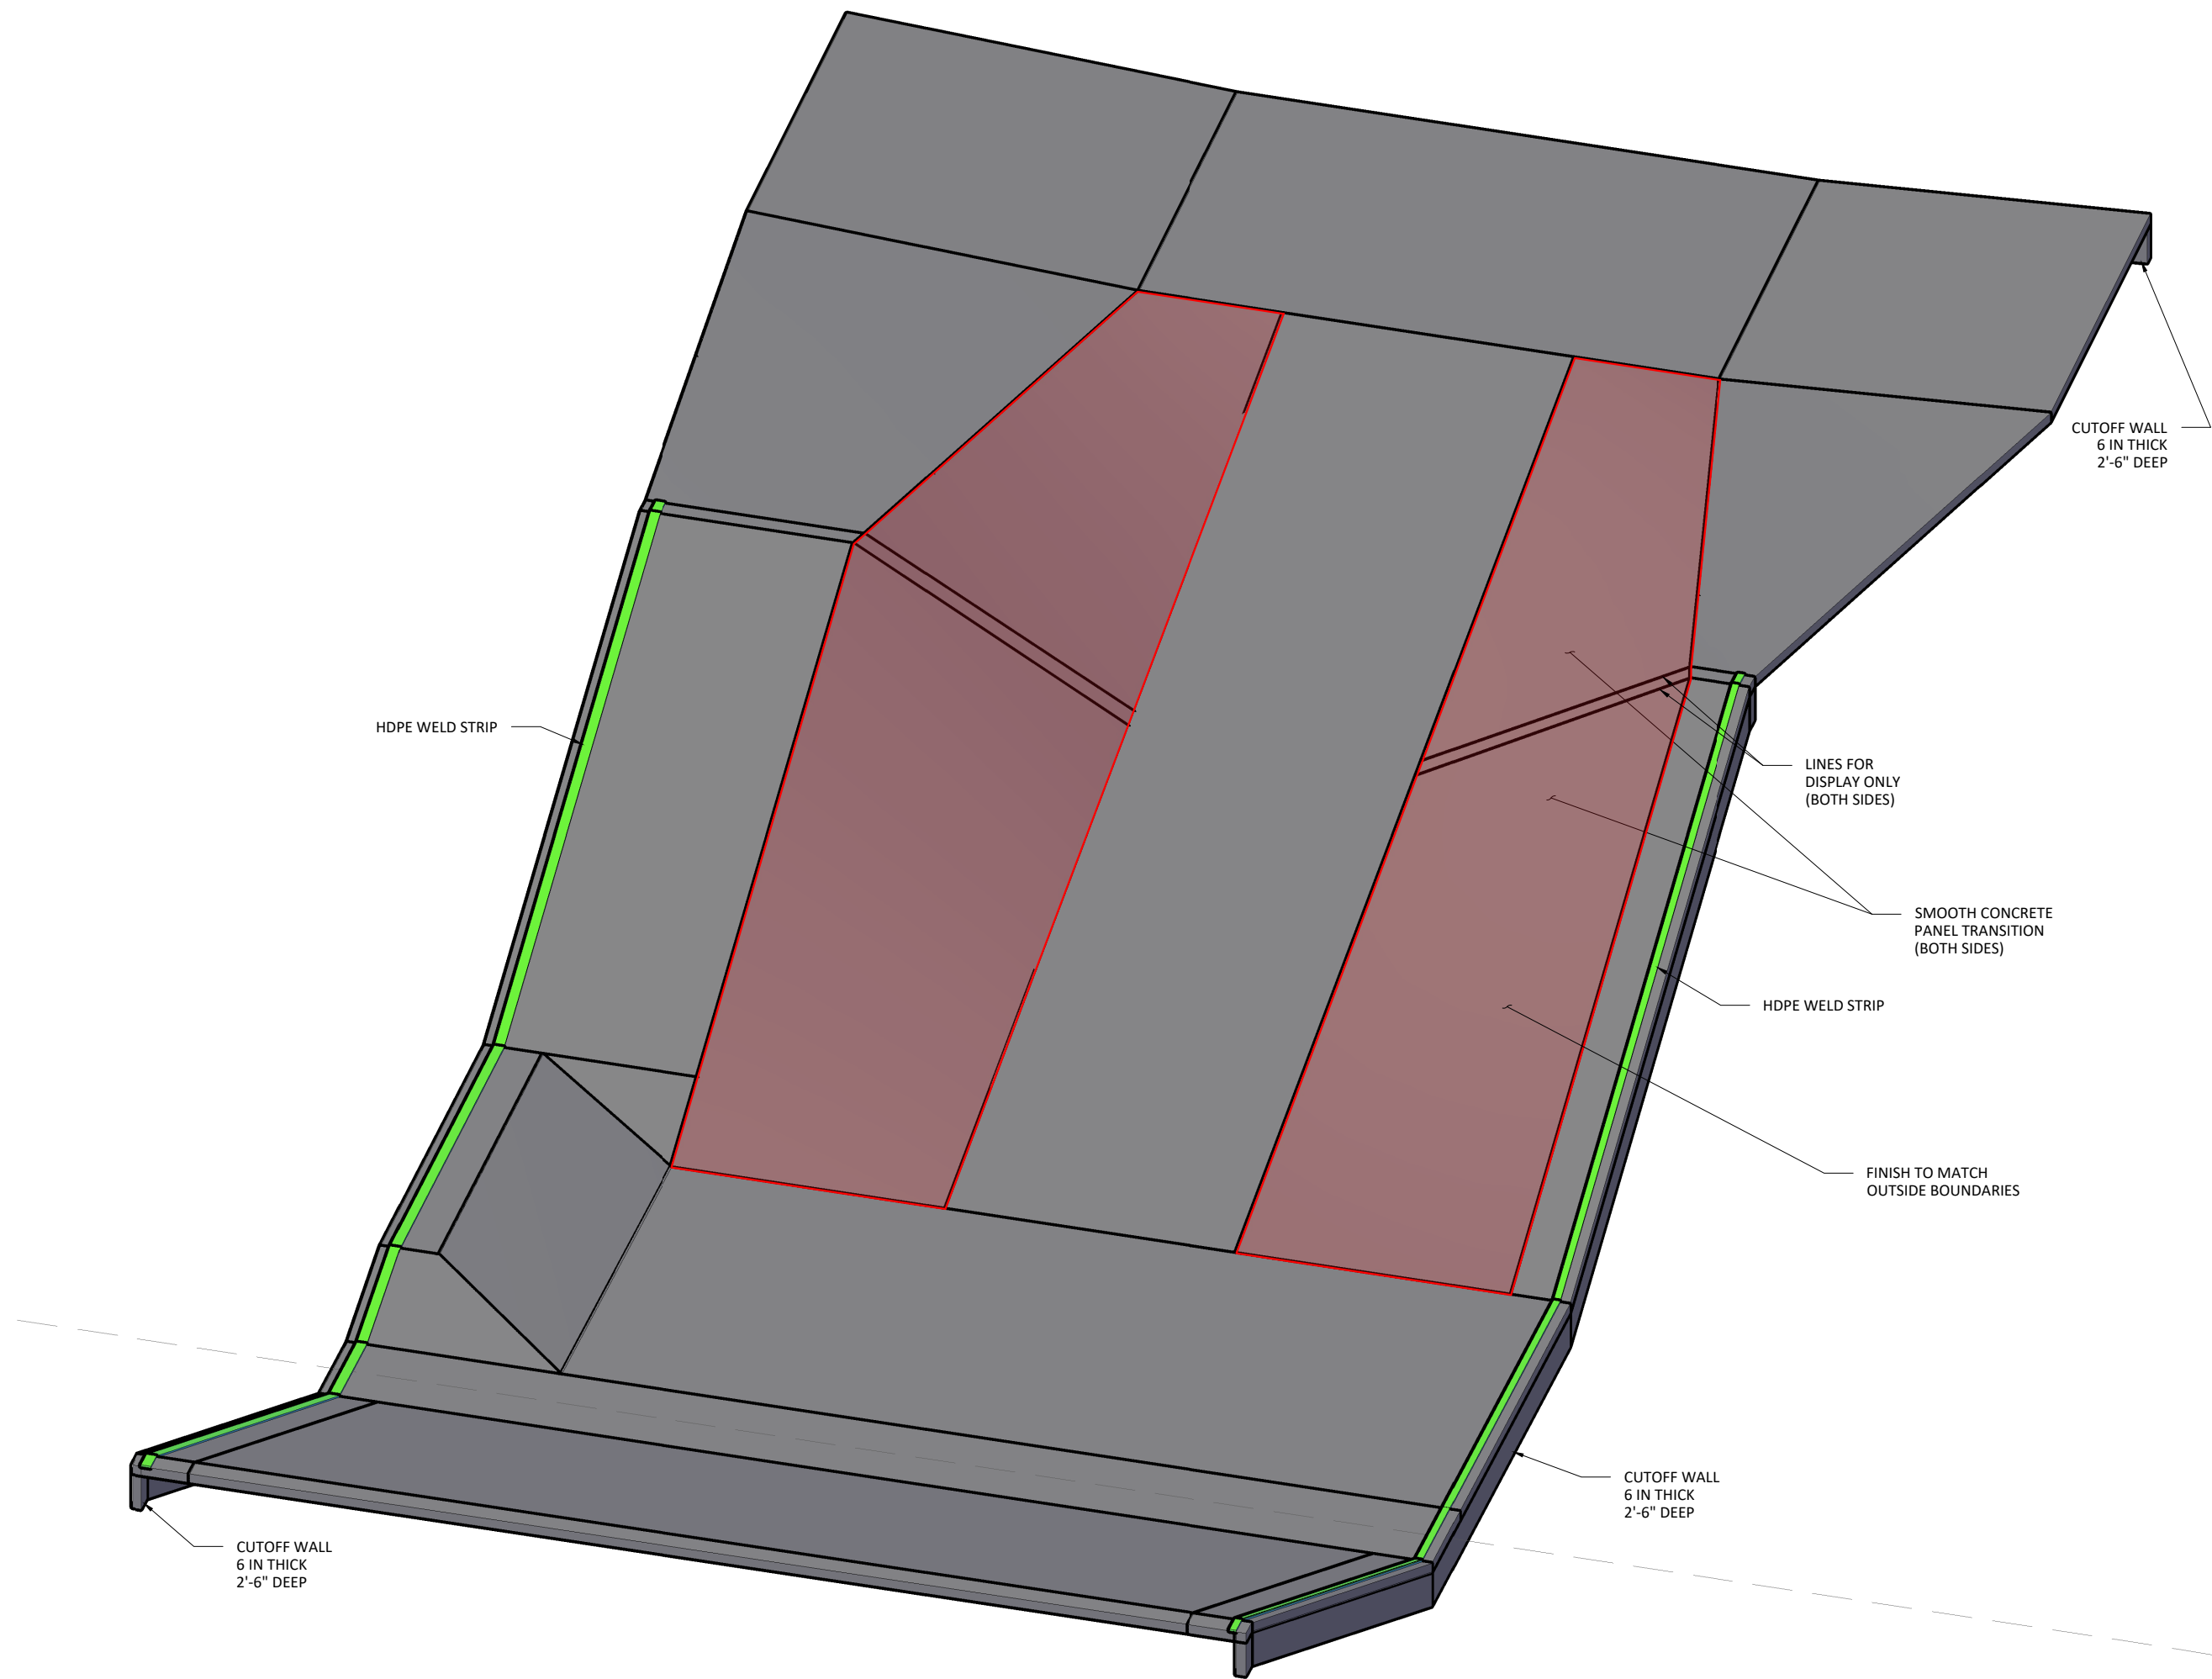 CUTOFF WALL
6 IN THICK
2'-6" DEEP
HDPE WELD STRIP
LINES FOR
DISPLAY ONLY
(BOTH SIDES)
SMOOTH CONCRETE
PANEL TRANSITION
(BOTH SIDES)
HDPE WELD STRIP
FINISH TO MATCH
OUTSIDE BOUNDARIES
CUTOFF WALL
6 IN THICK
2'-6" DEEP
CUTOFF WALL
6 IN THICK
2'-6" DEEP